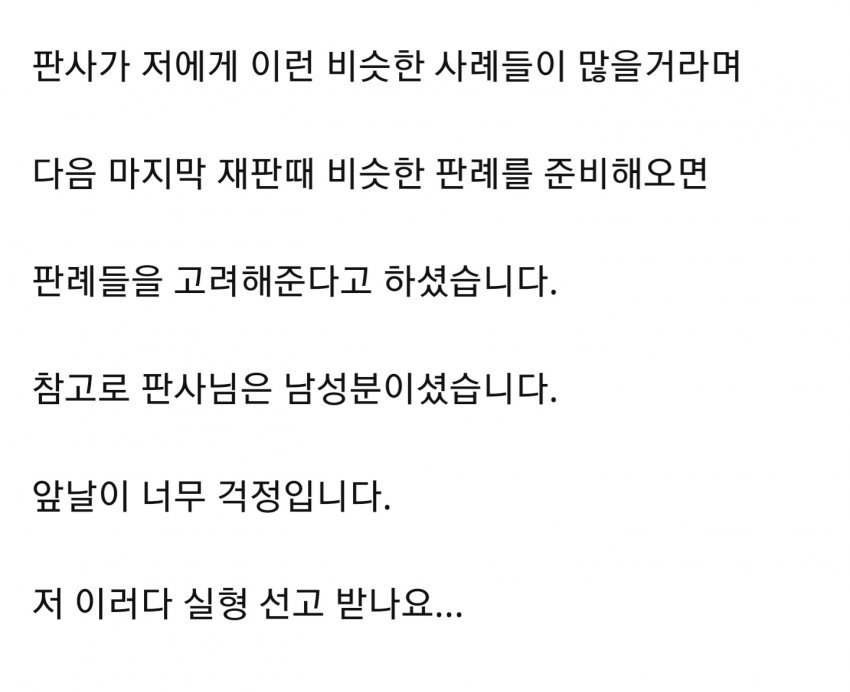 판사가 저에게 이런 비슷한 사례들이 많을거라며
다음 마지막 재판때 비슷한 판례를 준비해오면
판례들을 고려해준다고 하셨습니다.
참고로 판사님은 남성분이셨습니다.
앞날이 너무 걱정입니다.
저 이러다 실형 선고 받나요...